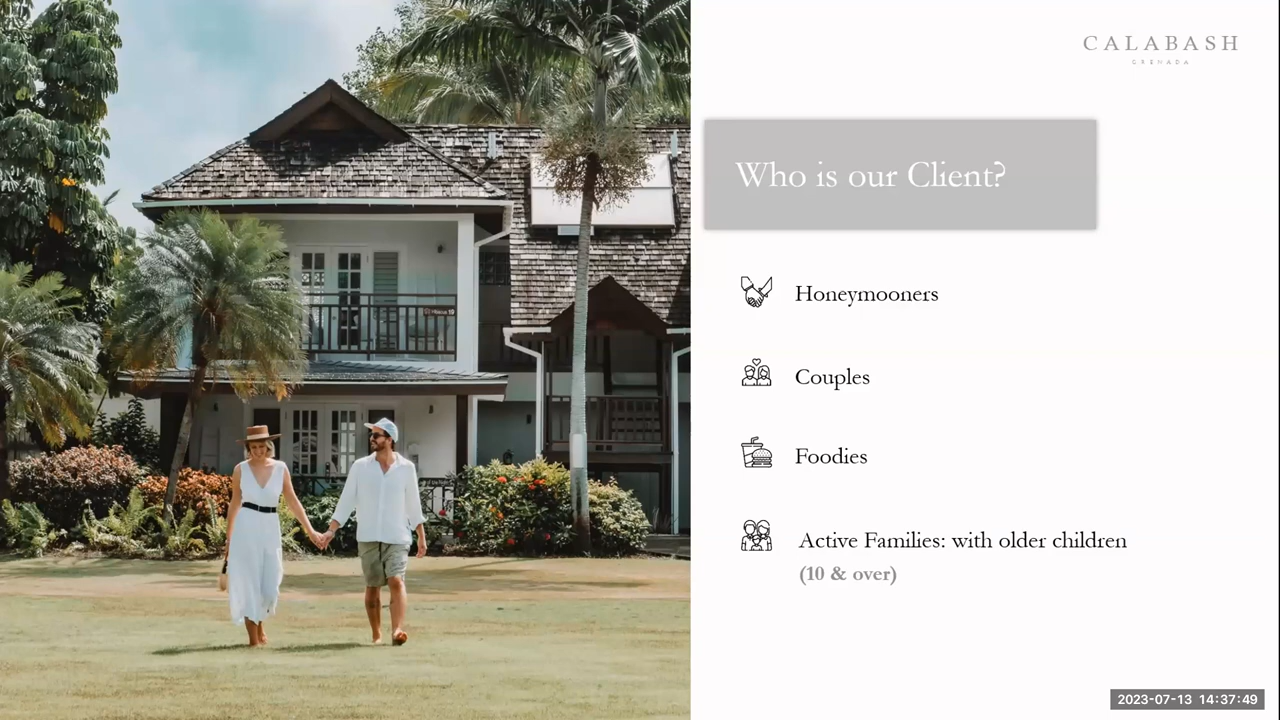 CALABASH
GRENADA
Who is our Client?
Honeymooners
Couples
Foodies
Active Families: with older children
(10 & over)
2023-07-13 14:37:49